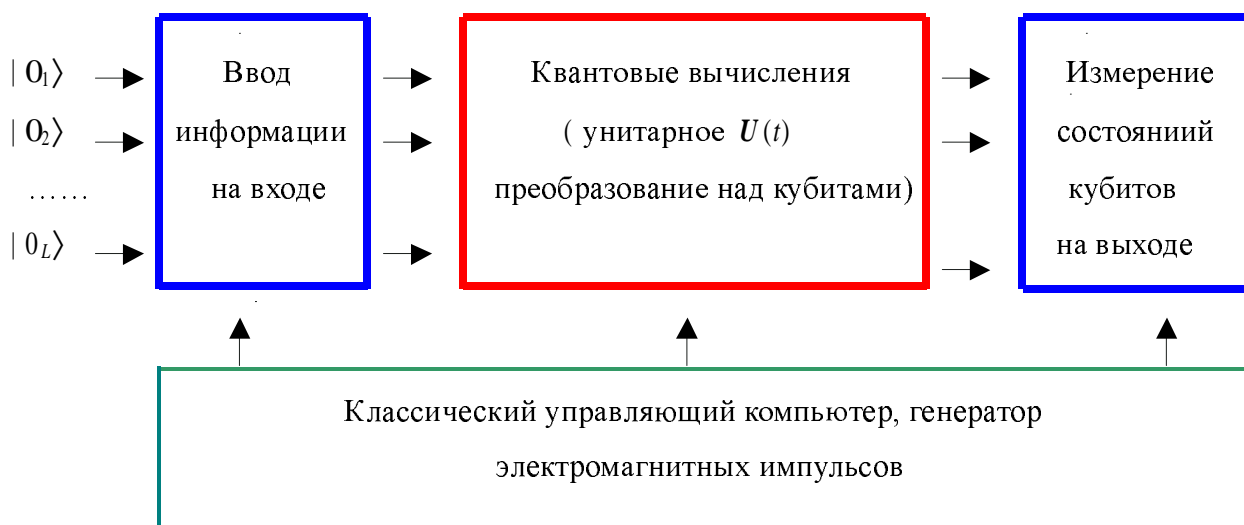 | 0₁⟩
| 0₂⟩
……
| 0_L⟩
Ввод
информации
на входе
Квантовые вычисления
( унитарное U(t)
преобразование над кубитами)
Измерение
состояниий
кубитов
на выходе
Классический управляющий компьютер, генератор
электромагнитных импульсов